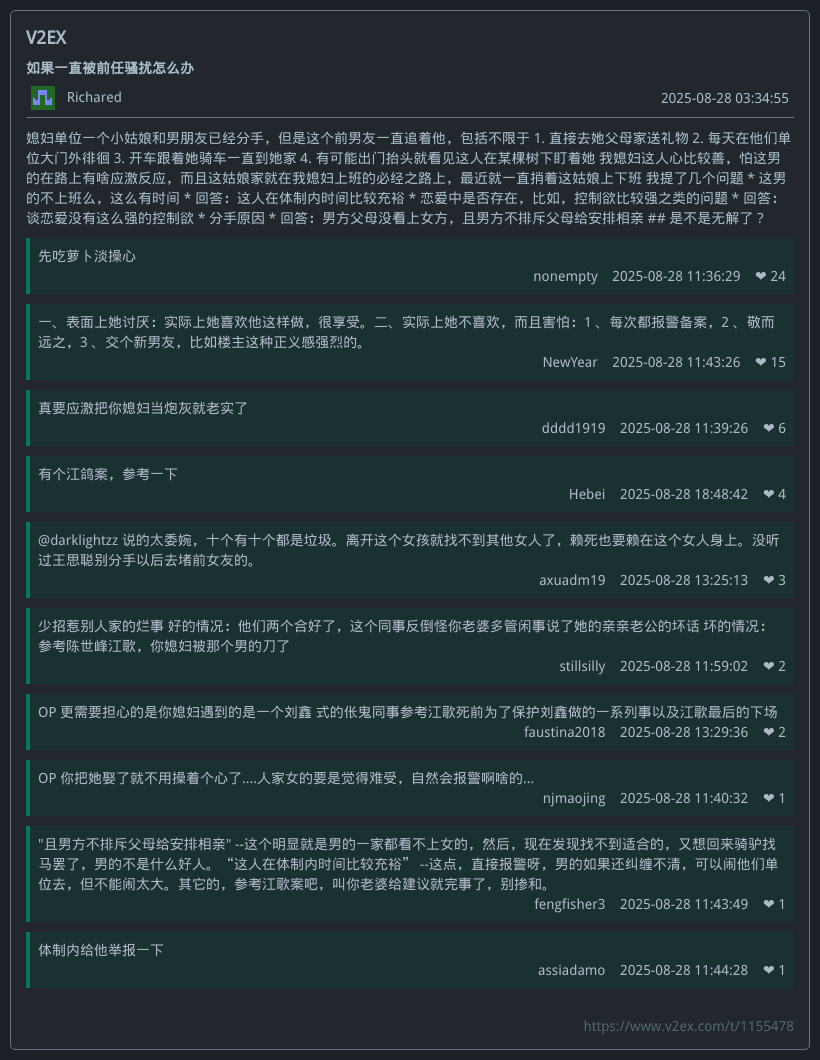 V2EX
如果一直被前任骚扰怎么办
Richared
2025-08-28 03:34:55
媳妇单位一个小姑娘和男朋友已经分手，但是这个前男友一直追着他，包括不限于 1. 直接去她父母家送礼物 2. 每天在他们单
位大门外徘徊 3. 开车跟着她骑车一直到她家 4. 有可能出门抬头就看见这人在某棵树下盯着她 我媳妇这人心比较善，怕这男
的在路上有啥应激反应，而且这姑娘家就在我媳妇上班的必经之路上，最近就一直捎着这姑娘上下班 我提了几个问题 * 这男
的不上班么，这么有时间 * 回答：这人在体制内时间比较充裕 * 恋爱中是否存在，比如，控制欲比较强之类的问题 * 回答：
谈恋爱没有这么强的控制欲 * 分手原因 * 回答：男方父母没看上女方，且男方不排斥父母给安排相亲 ## 是不是无解了？
先吃萝卜淡操心
nonempty 2025-08-28 11:36:29 ❤ 24
一、表面上她讨厌：实际上她喜欢他这样做，很享受。二、实际上她不喜欢，而且害怕：1 、每次都报警备案，2 、敬而
远之，3 、交个新男友，比如楼主这种正义感强烈的。
NewYear 2025-08-28 11:43:26 ❤ 15
真要应激把你媳妇当炮灰就老实了
dddd1919 2025-08-28 11:39:26 ❤ 6
有个江鸽案，参考一下
Hebei 2025-08-28 18:48:42 ❤ 4
@darklightzz 说的太委婉，十个有十个都是垃圾。离开这个女孩就找不到其他女人了，赖死也要赖在这个女人身上。没听
过王思聪别分手以后去堵前女友的。
axuadm19 2025-08-28 13:25:13 ❤ 3
少招惹别人家的烂事 好的情况：他们两个合好了，这个同事反倒怪你老婆多管闲事说了她的亲亲老公的坏话 坏的情况：
参考陈世峰江歌，你媳妇被那个男的刀了
stillsilly 2025-08-28 11:59:02 ❤ 2
OP 更需要担心的是你媳妇遇到的是一个刘鑫 式的伥鬼同事参考江歌死前为了保护刘鑫做的一系列事以及江歌最后的下场
faustina2018 2025-08-28 13:29:36 ❤ 2
OP 你把她娶了就不用操着个心了....人家女的要是觉得难受，自然会报警啊啥的...
njmaojing 2025-08-28 11:40:32 ❤ 1
"且男方不排斥父母给安排相亲" --这个明显就是男的一家都看不上女的，然后，现在发现找不到适合的，又想回来骑驴找
马罢了，男的不是什么好人。“这人在体制内时间比较充裕” --这点，直接报警呀，男的如果还纠缠不清，可以闹他们单
位去，但不能闹太大。其它的，参考江歌案吧，叫你老婆给建议就完事了，别掺和。
fengfisher3 2025-08-28 11:43:49 ❤ 1
体制内给他举报一下
assiadamo 2025-08-28 11:44:28 ❤ 1
https://www.v2ex.com/t/1155478